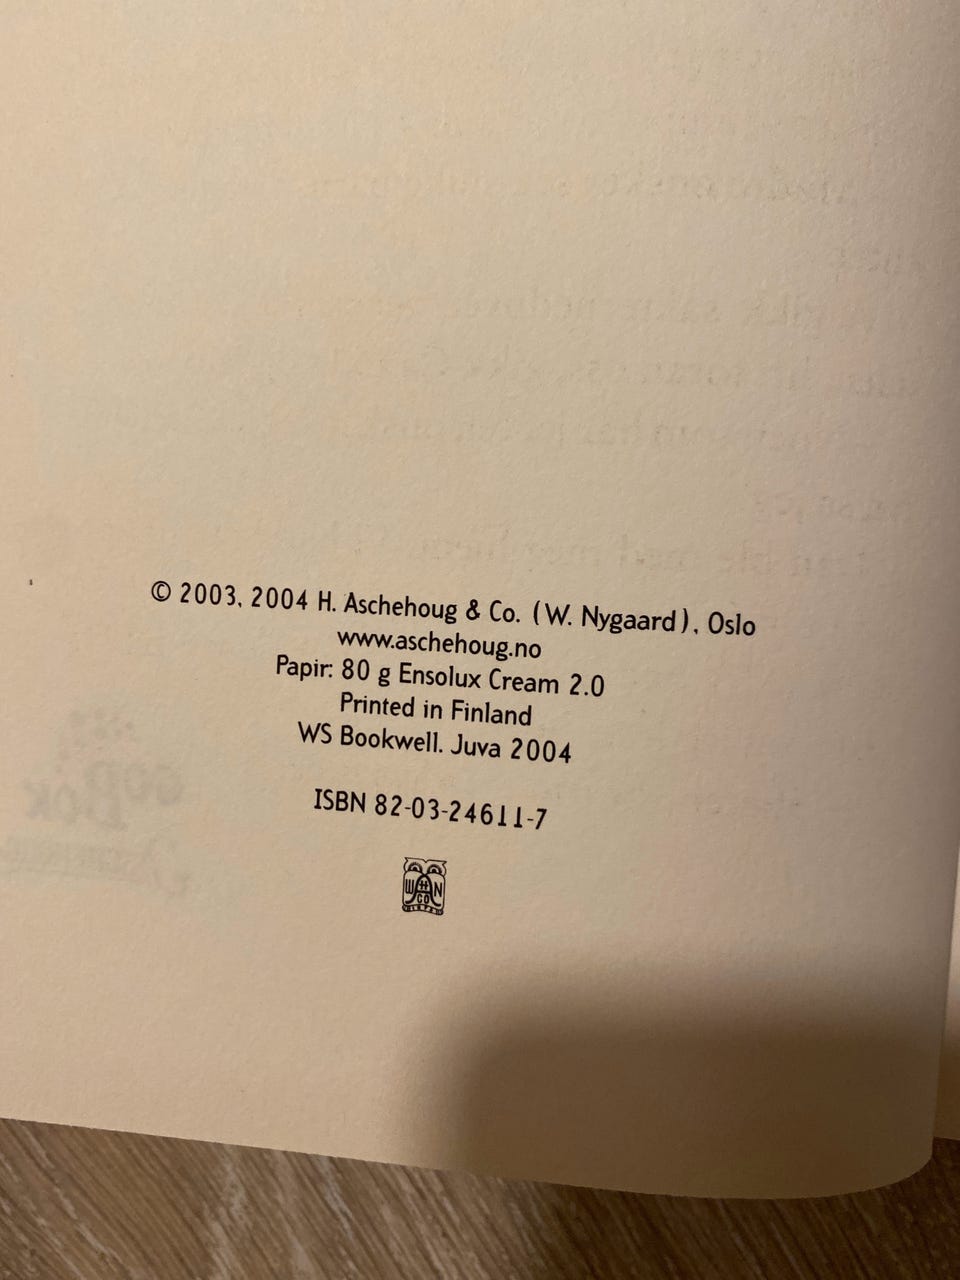 © 2003, 2004 H. Aschehoug & Co. (W. Nygaard), Oslo
www.aschehoug.no
Papir: 80 g Ensolux Cream 2.0
Printed in Finland
WS Bookwell. Juva 2004
ISBN 82-03-24611-7
W H N
CO